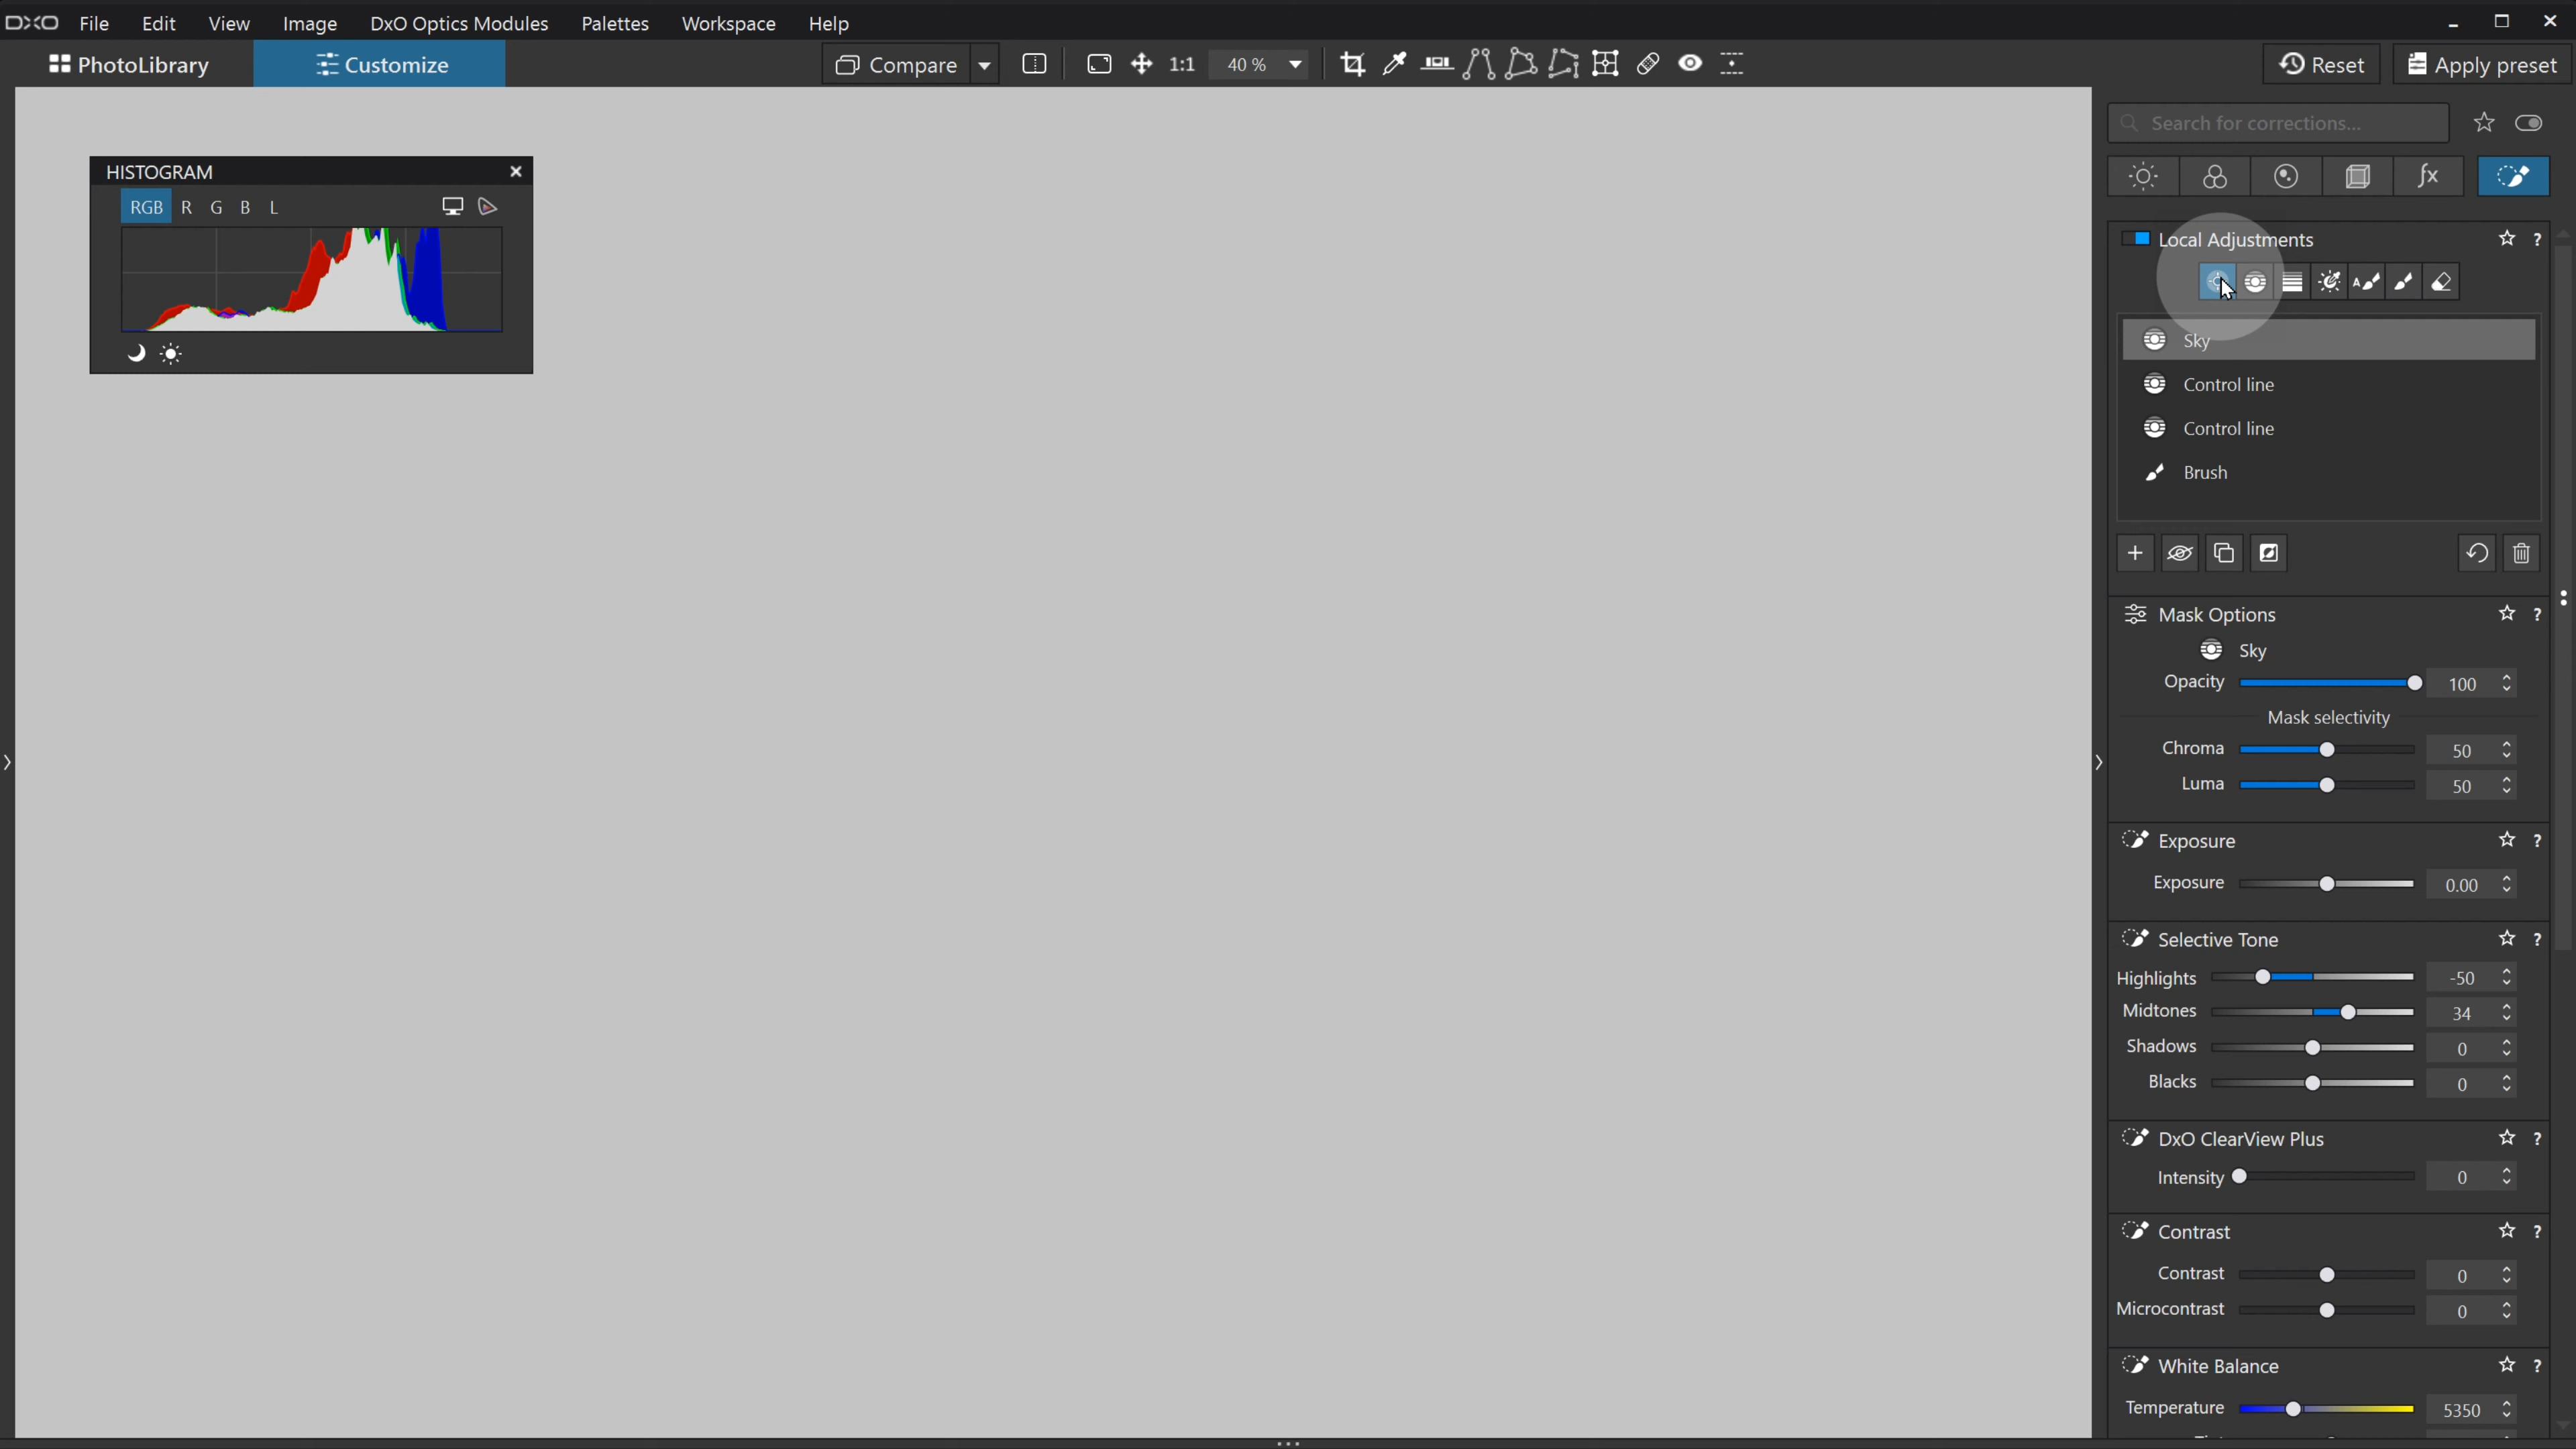 DXO File Edit View Image DxO Optics Modules Palettes Workspace Help
PhotoLibrary Customize Compare 1:1 40 % Reset Apply preset
Search for corrections...
HISTOGRAM
RGB R G B L
fx
Local Adjustments ?
A
Sky
Control line
Control line
Brush
Mask Options ?
Sky
Opacity 100
Mask selectivity
Chroma 50
Luma 50
Exposure ?
Exposure 0.00
Selective Tone ?
Highlights -50
Midtones 34
Shadows 0
Blacks 0
DxO ClearView Plus ?
Intensity 0
Contrast ?
Contrast 0
Microcontrast 0
White Balance ?
Temperature 5350